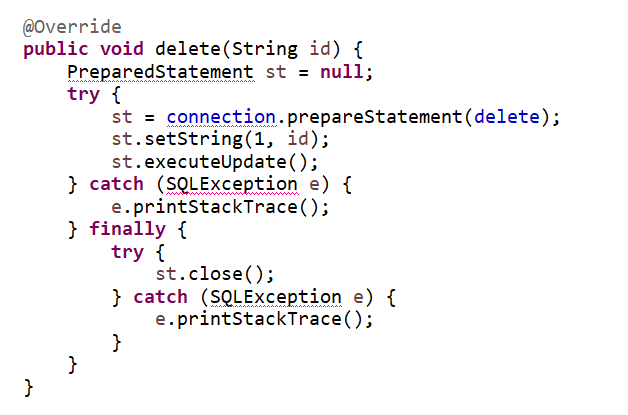 @Override
public void delete(String id) {
    PreparedStatement st = null;
    try {
        st = connection.prepareStatement(delete);
        st.setString(1, id);
        st.executeUpdate();
    } catch (SQLException e) {
        e.printStackTrace();
    } finally {
        try {
            st.close();
        } catch (SQLException e) {
            e.printStackTrace();
        }
    }
}